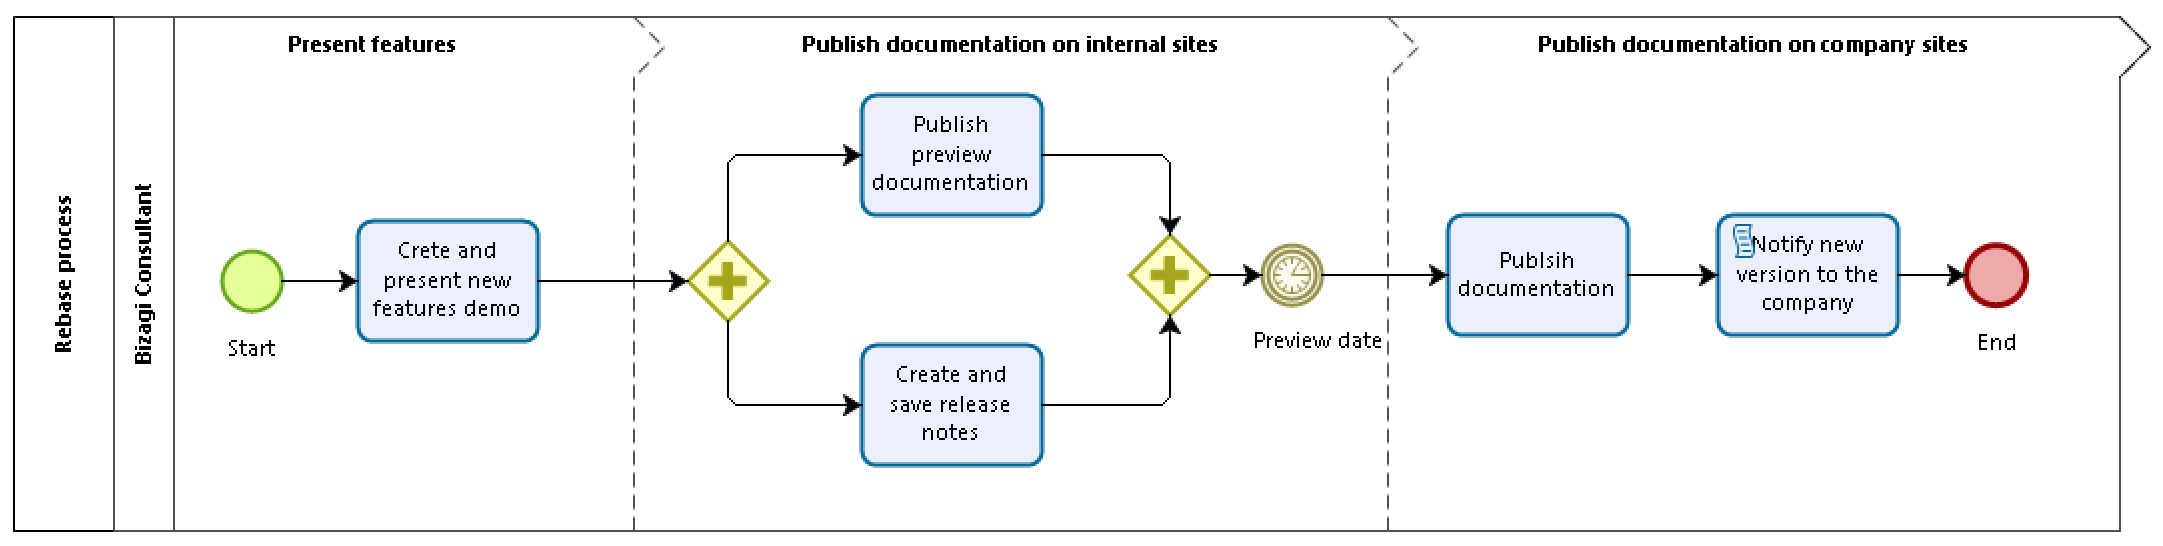 Rebase process
Bizagi Consultant
Present features
Publish documentation on internal sites
Publish documentation on company sites
Start
Crete and
present new
features demo
Publish
preview
documentation
Create and
save release
notes
Preview date
Publsih
documentation
Notify new
version to the
company
End